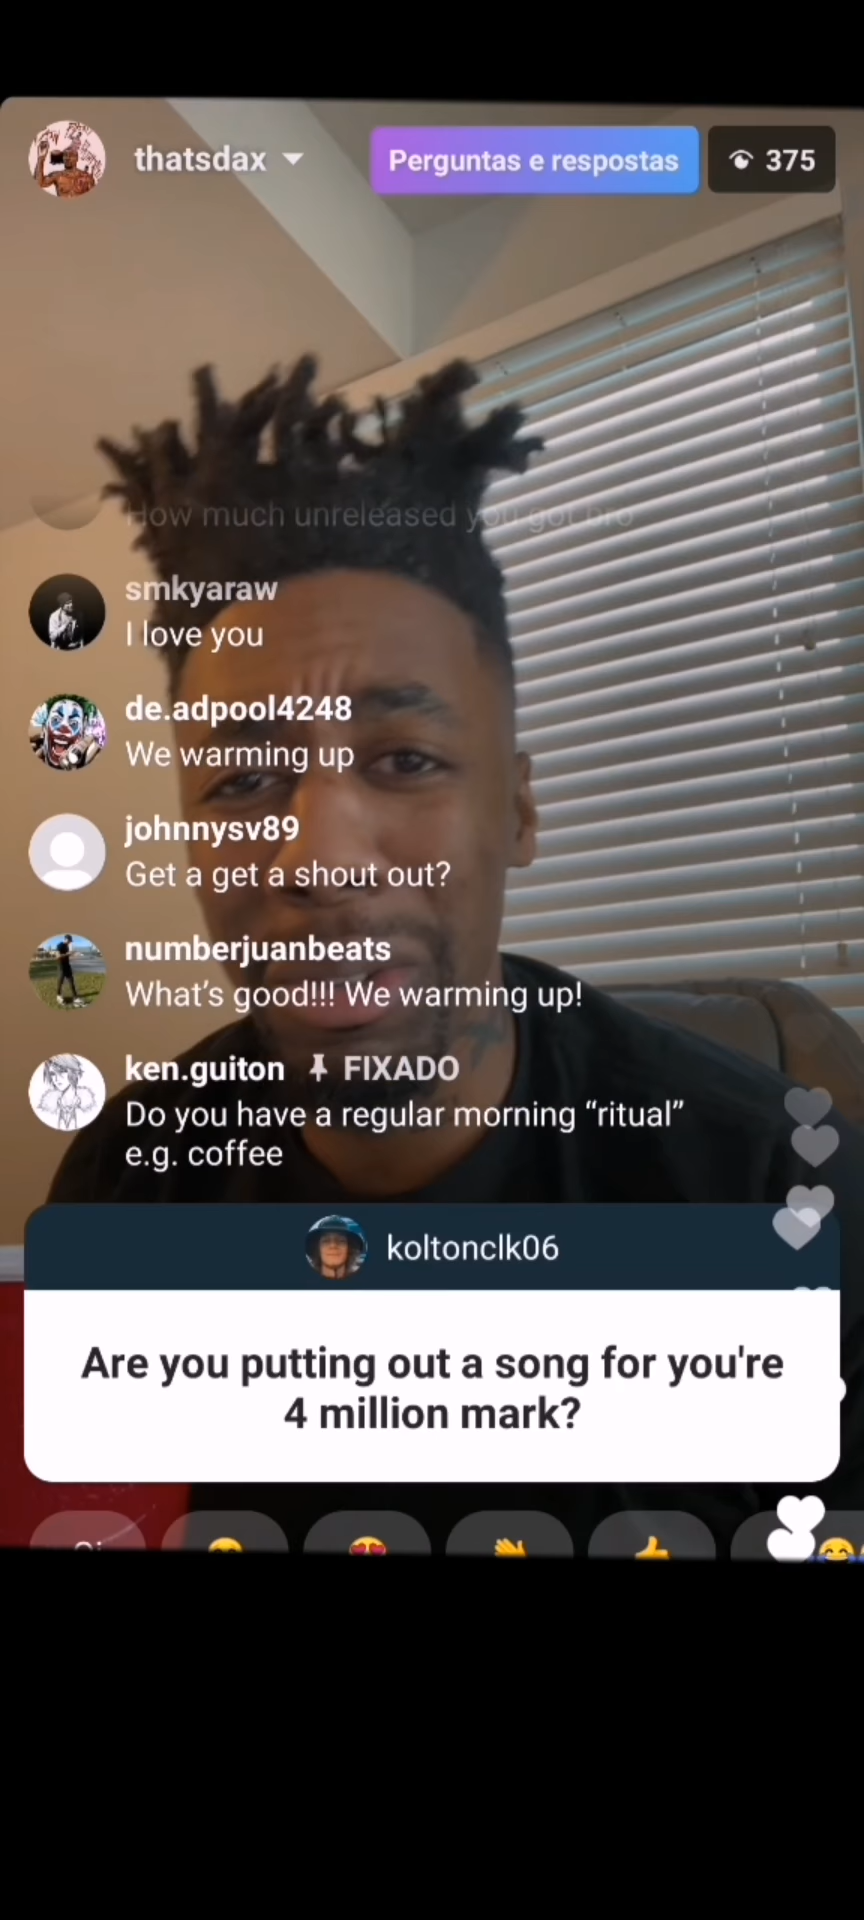 thatsdax
Perguntas e respostas
375
How much unreleased you got bro
smkyaraw
I love you
de.adpool4248
We warming up
johnnysv89
Get a get a shout out?
numberjuanbeats
What's good!!! We warming up!
ken.guiton FIXADO
Do you have a regular morning “ritual”
e.g. coffee
koltonclk06
Are you putting out a song for you're
4 million mark?